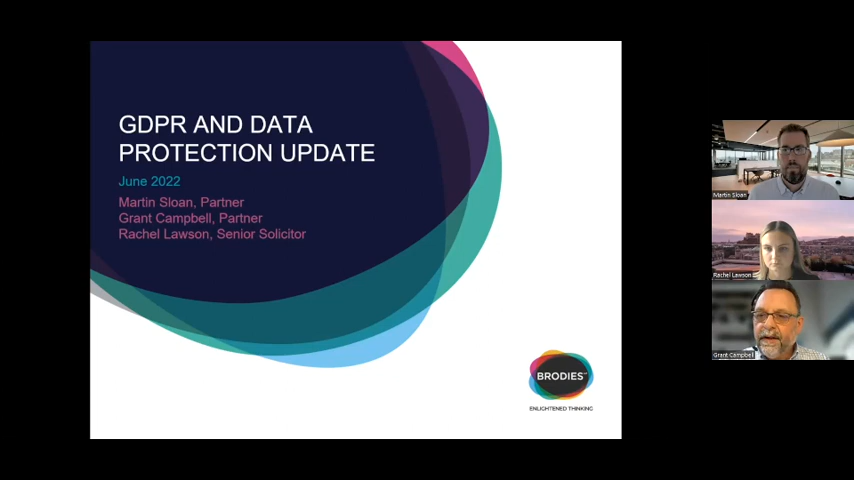 GDPR AND DATA
PROTECTION UPDATE
June 2022
Martin Sloan, Partner
Grant Campbell, Partner
Rachel Lawson, Senior Solicitor
BRODIES
ENLIGHTENED THINKING
Martin Sloan
Rachel Lawson
Grant Campbell